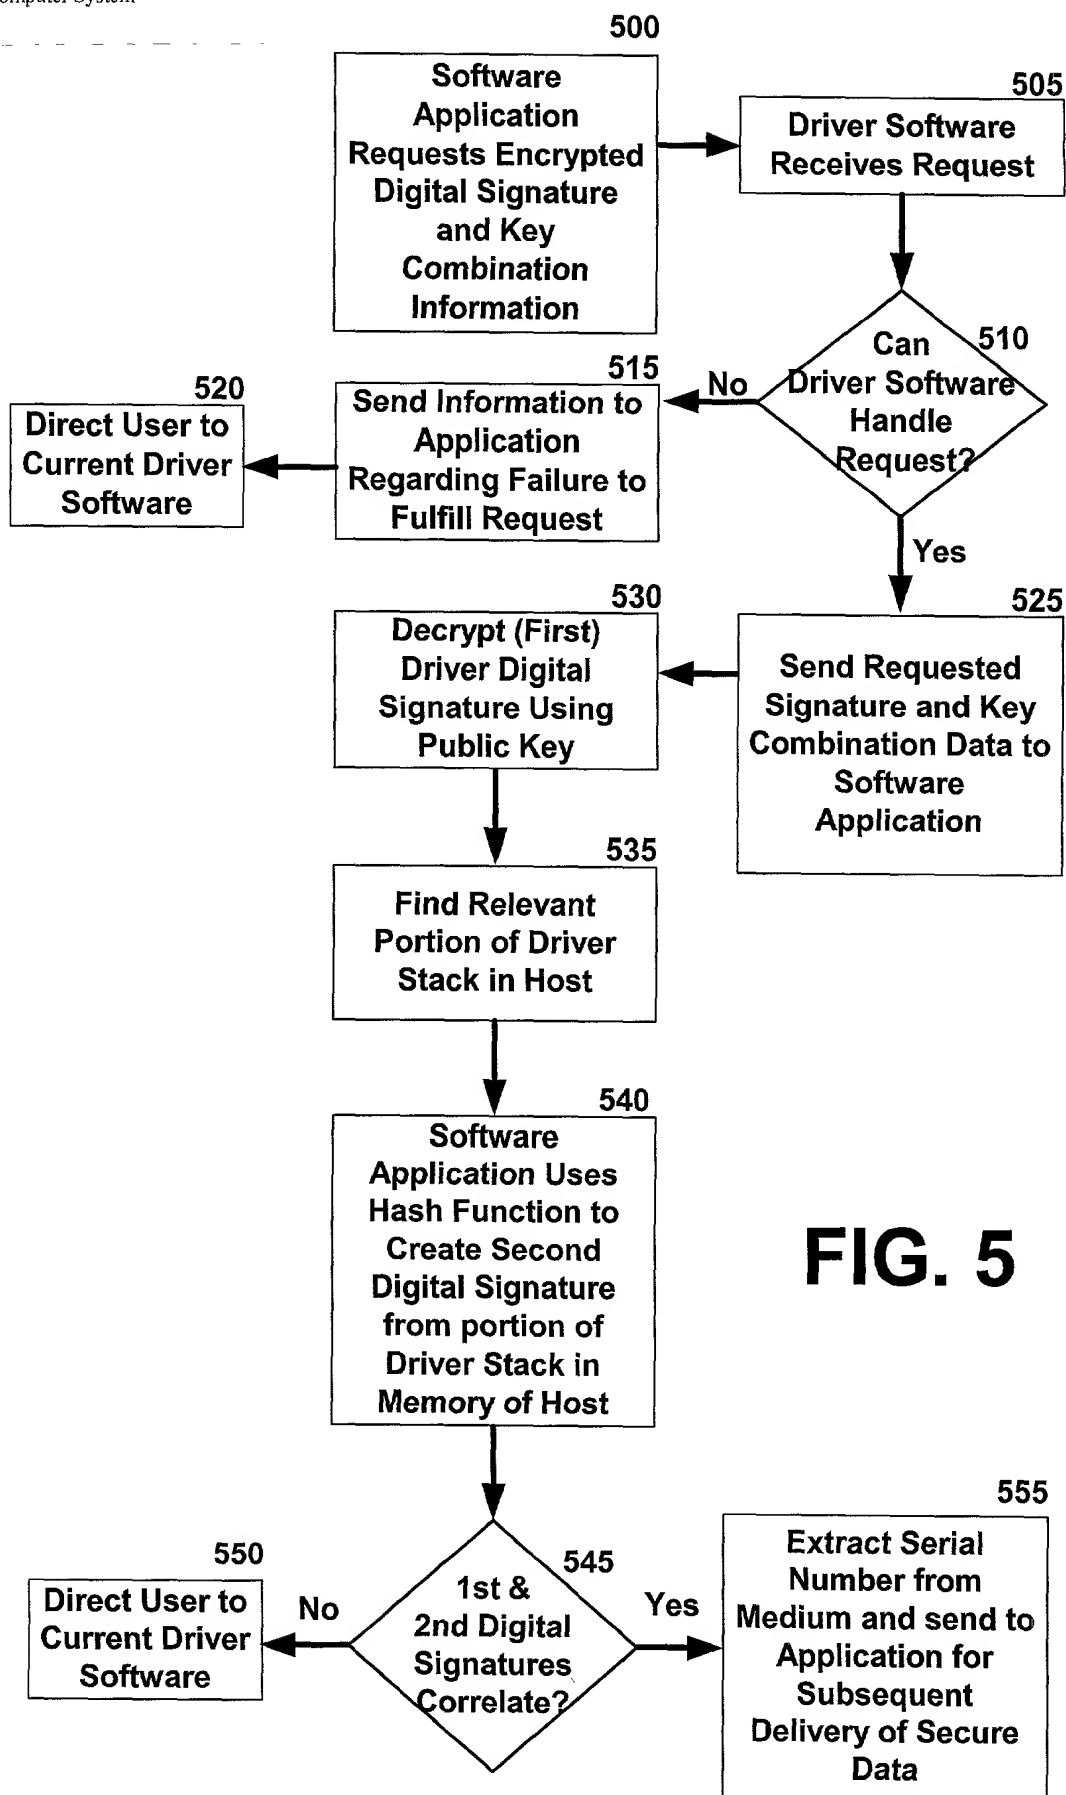 Computer System
500
Software
Application
Requests Encrypted
Digital Signature
and Key
Combination
Information
505
Driver Software
Receives Request
510
Can
Driver Software
Handle
Request?
No
515
Send Information to
Application
Regarding Failure to
Fulfill Request
520
Direct User to
Current Driver
Software
Yes
525
Send Requested
Signature and Key
Combination Data to
Software
Application
530
Decrypt (First)
Driver Digital
Signature Using
Public Key
535
Find Relevant
Portion of Driver
Stack in Host
540
Software
Application Uses
Hash Function to
Create Second
Digital Signature
from portion of
Driver Stack in
Memory of Host
FIG. 5
545
1st &
2nd Digital
Signatures
Correlate?
No
550
Direct User to
Current Driver
Software
Yes
555
Extract Serial
Number from
Medium and send to
Application for
Subsequent
Delivery of Secure
Data